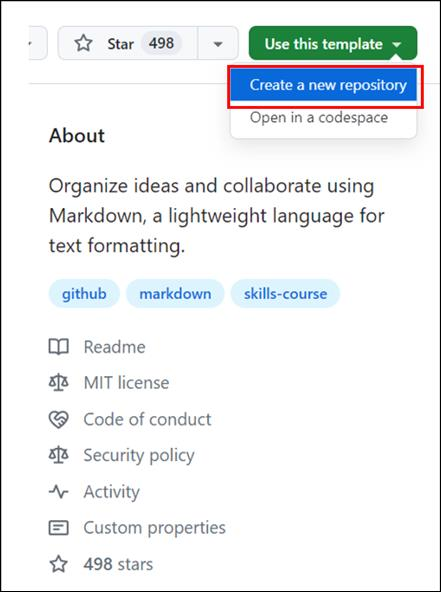 Star 498
Use this template
Create a new repository
Open in a codespace
About
Organize ideas and collaborate using
Markdown, a lightweight language for
text formatting.
github markdown skills-course
Readme
MIT license
Code of conduct
Security policy
Activity
Custom properties
498 stars